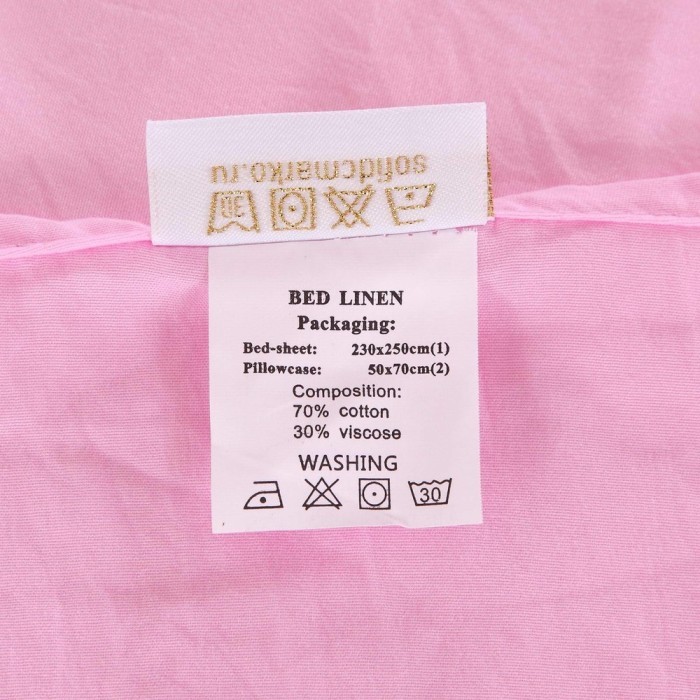 sofidcmarko.ru
30
BED LINEN
Packaging:
Bed-sheet: 230x250cm(1)
Pillowcase: 50x70cm(2)
Composition:
70% cotton
30% viscose
WASHING
30